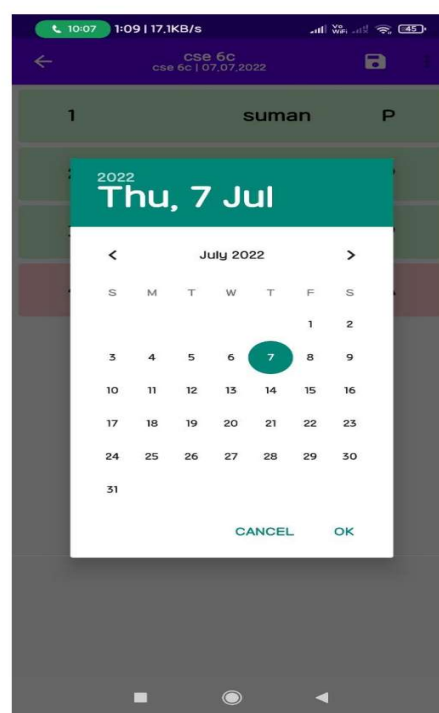 10:07 1:09 | 17.1KB/s Vo WiFi 45
cse 6c
cse 6c | 07.07.2022
1 suman P
2022
Thu, 7 Jul
July 2022
S M T W T F S
1 2
3 4 5 6 7 8 9
10 11 12 13 14 15 16
17 18 19 20 21 22 23
24 25 26 27 28 29 30
31
CANCEL OK